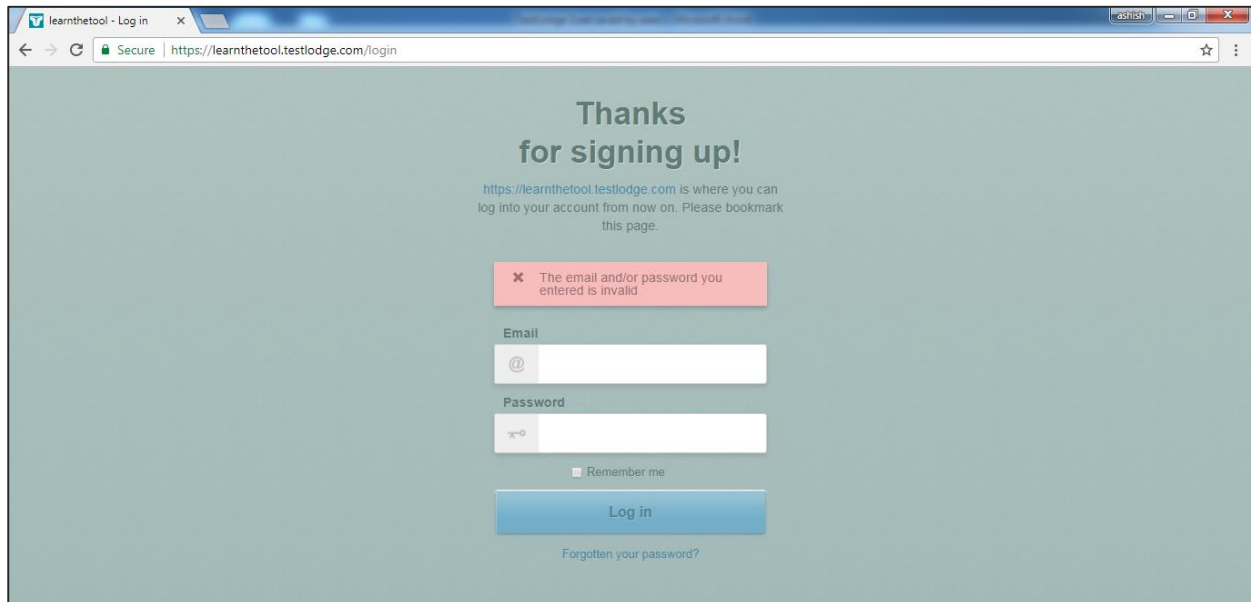 learnthetool - Log in
ashish
Secure | https://learnthetool.testlodge.com/login
Thanks
for signing up!
https://learnthetool.testlodge.com is where you can
log into your account from now on. Please bookmark
this page.
The email and/or password you
entered is invalid
Email
@
Password
Remember me
Log in
Forgotten your password?